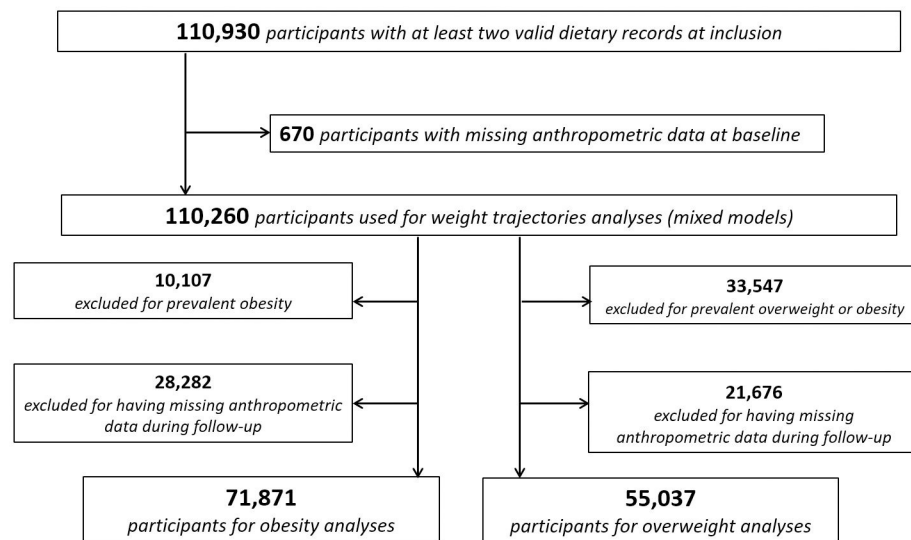 110,930 participants with at least two valid dietary records at inclusion
670 participants with missing anthropometric data at baseline
110,260 participants used for weight trajectories analyses (mixed models)
10,107
excluded for prevalent obesity
33,547
excluded for prevalent overweight or obesity
28,282
excluded for having missing anthropometric
data during follow-up
21,676
excluded for having missing
anthropometric data during follow-up
71,871
participants for obesity analyses
55,037
participants for overweight analyses